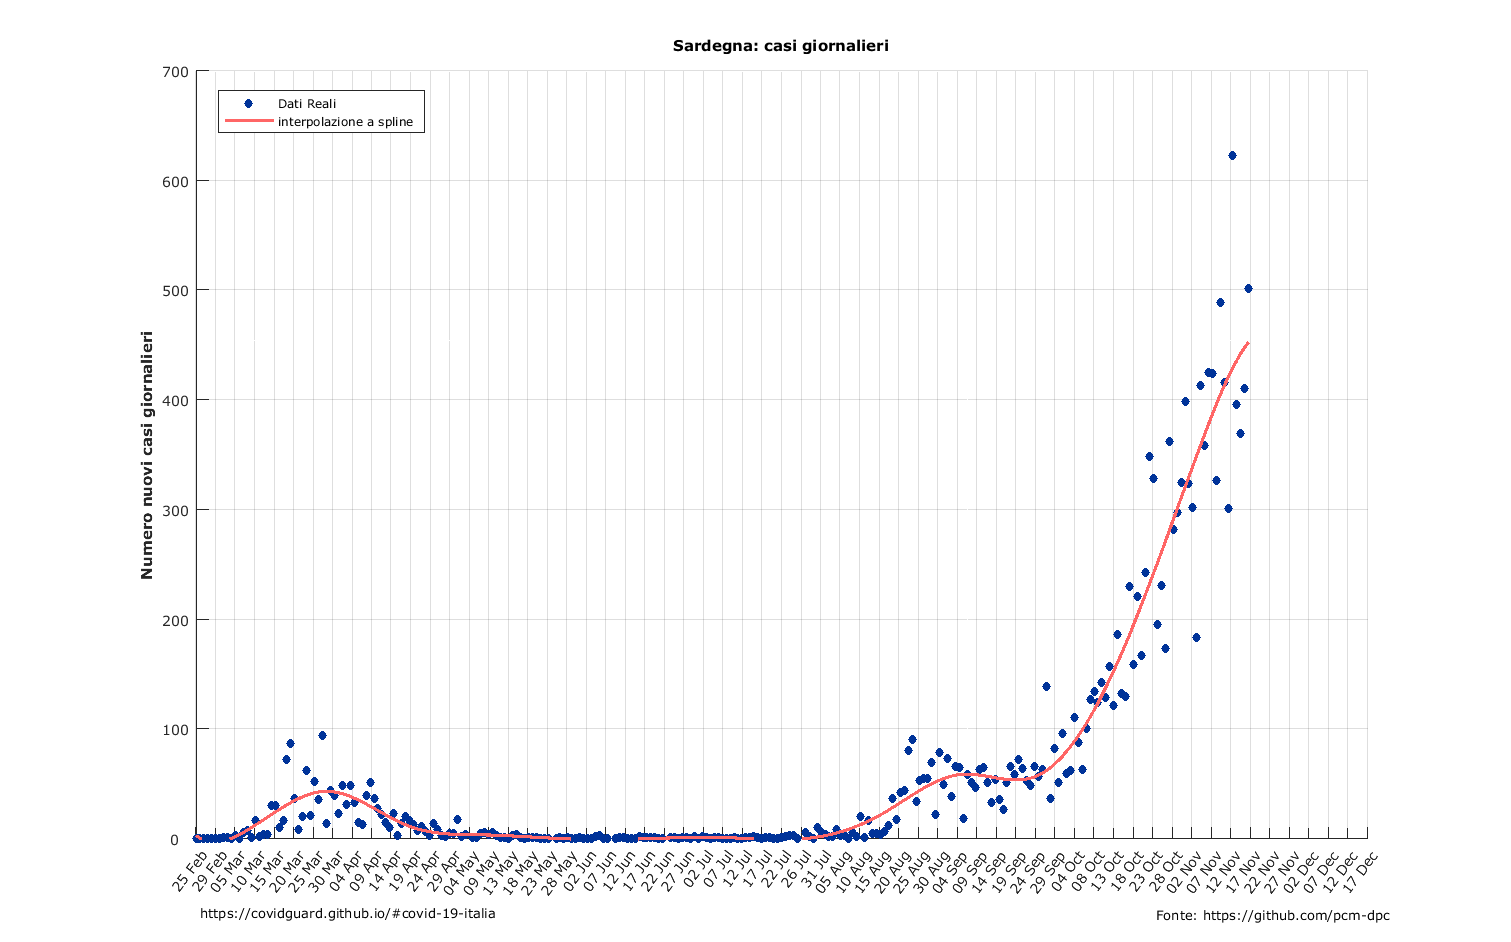 Sardegna: casi giornalieri
700
Dati Reali
interpolazione a spline
600
500
400
300
200
100
0
Numero nuovi casi giornalieri
25 Feb
29 Feb
05 Mar
10 Mar
15 Mar
20 Mar
25 Mar
30 Mar
04 Apr
09 Apr
14 Apr
19 Apr
24 Apr
29 Apr
04 May
09 May
13 May
18 May
23 May
28 May
02 Jun
07 Jun
12 Jun
17 Jun
22 Jun
27 Jun
02 Jul
07 Jul
12 Jul
17 Jul
22 Jul
26 Jul
31 Jul
05 Aug
10 Aug
15 Aug
20 Aug
25 Aug
30 Aug
04 Sep
09 Sep
14 Sep
19 Sep
24 Sep
29 Sep
04 Oct
08 Oct
13 Oct
18 Oct
23 Oct
28 Oct
02 Nov
07 Nov
12 Nov
17 Nov
22 Nov
27 Nov
02 Dec
07 Dec
12 Dec
17 Dec
https://covidguard.github.io/#covid-19-italia
Fonte: https://github.com/pcm-dpc